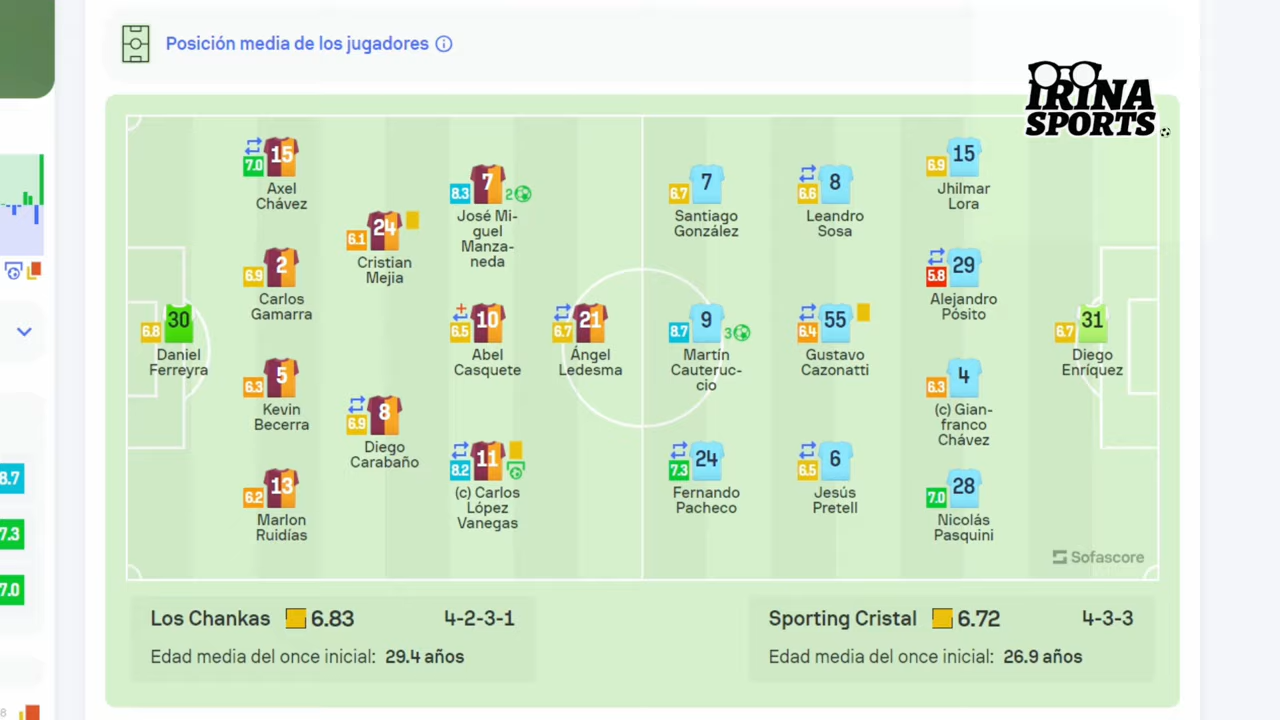 Posición media de los jugadores
IRINA
SPORTS
15
7.0
Axel
Chávez
7
8.3
2
José Mi-
guel
Manza-
neda
7
6.7
Santiago
González
8
6.6
Leandro
Sosa
15
6.9
Jhilmar
Lora
24
6.1
Cristian
Mejia
2
6.9
Carlos
Gamarra
29
5.8
Alejandro
Pósito
30
6.8
Daniel
Ferreyra
10
6.5
Abel
Casquete
21
6.7
Ángel
Ledesma
9
8.7
3
Martín
Cauteruc-
cio
55
6.4
Gustavo
Cazonatti
31
6.7
Diego
Enríquez
5
6.3
Kevin
Becerra
4
6.3
(c) Gian-
franco
Chávez
8
6.9
Diego
Carabaño
13
6.2
Marlon
Ruidías
11
8.2
(c) Carlos
López
Vanegas
24
7.3
Fernando
Pacheco
6
6.5
Jesús
Pretell
28
7.0
Nicolás
Pasquini
Sofascore
Los Chankas 6.83 4-2-3-1
Edad media del once inicial: 29.4 años
Sporting Cristal 6.72 4-3-3
Edad media del once inicial: 26.9 años
8.7
7.3
7.0
8